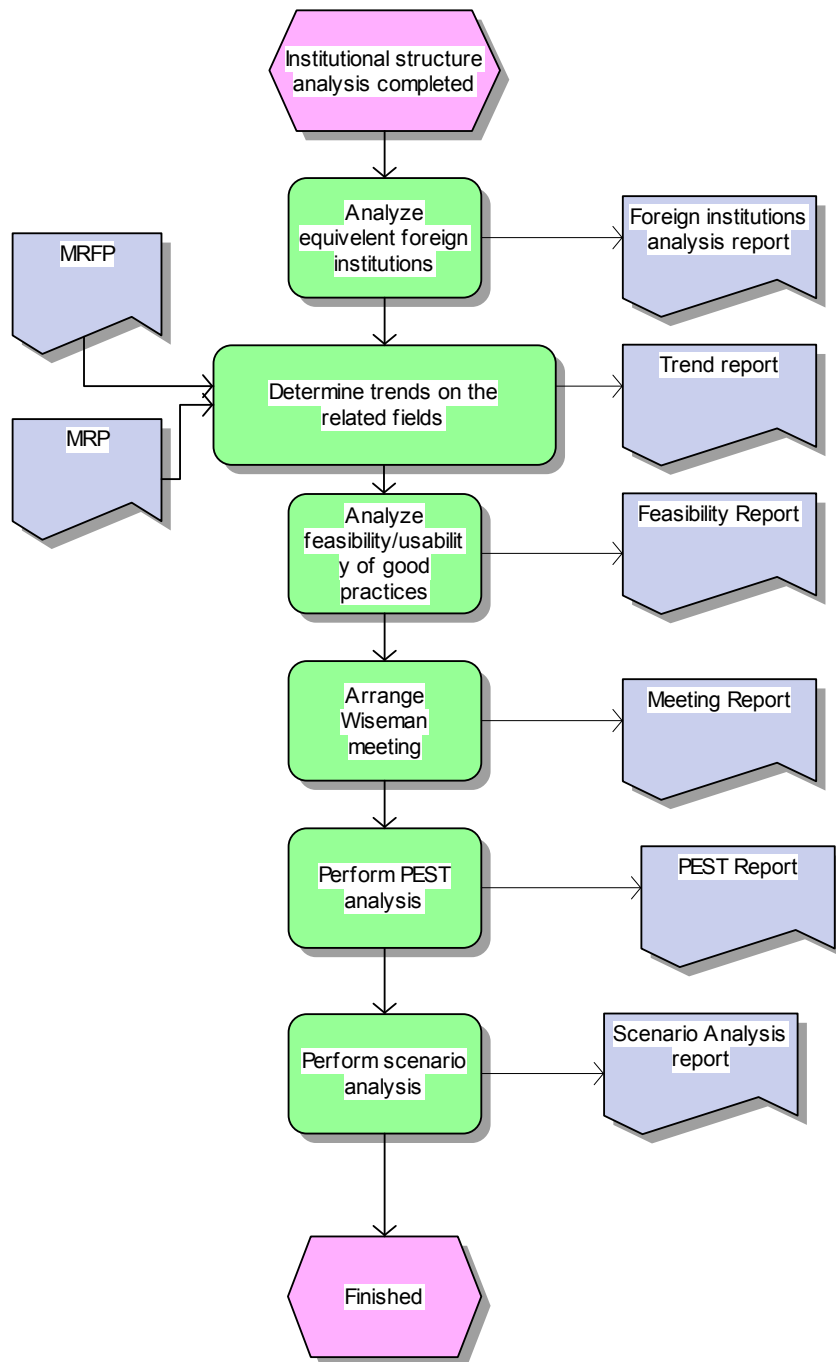 Institutional structure
analysis completed
Analyze
equivelent foreign
institutions
Foreign institutions
analysis report
MRFP
Determine trends on the
related fields
Trend report
MRP
Analyze
feasibility/usabilit
y of good
practices
Feasibility Report
Arrange
Wiseman
meeting
Meeting Report
Perform PEST
analysis
PEST Report
Perform scenario
analysis
Scenario Analysis
report
Finished